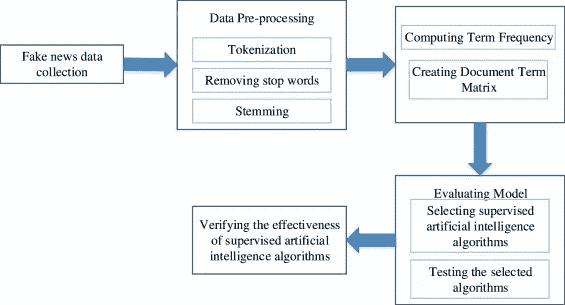 Fake news data
collection
Data Pre-processing
Tokenization
Removing stop words
Stemming
Computing Term Frequency
Creating Document Term
Matrix
Evaluating Model
Selecting supervised
artificial intelligence
algorithms
Testing the selected
algorithms
Verifying the effectiveness
of supervised artificial
intelligence algorithms